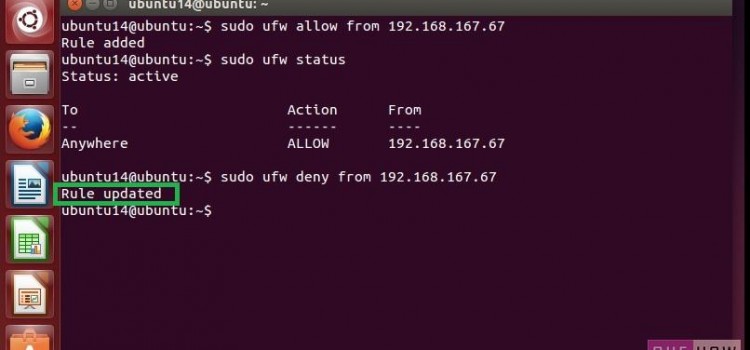 ubuntu14@ubuntu: ~
ubuntu14@ubuntu:~$ sudo ufw allow from 192.168.167.67
Rule added
ubuntu14@ubuntu:~$ sudo ufw status
Status: active
To Action From
-- ------ ----
Anywhere ALLOW 192.168.167.67
ubuntu14@ubuntu:~$ sudo ufw deny from 192.168.167.67
Rule updated
ubuntu14@ubuntu:~$